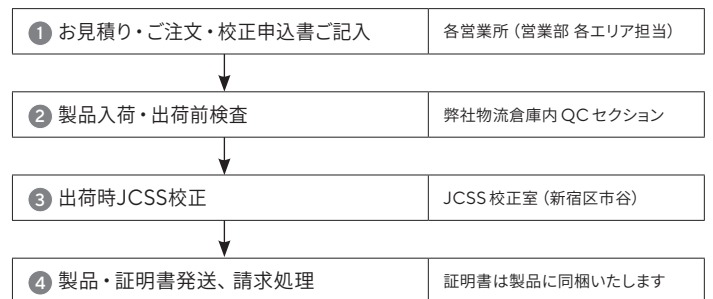 1 お見積り・ご注文・校正申込書ご記入 各営業所（営業部 各エリア担当）
2 製品入荷・出荷前検査 弊社物流倉庫内QCセクション
3 出荷時JCSS校正 JCSS校正室（新宿区市谷）
4 製品・証明書発送、請求処理 証明書は製品に同梱いたします